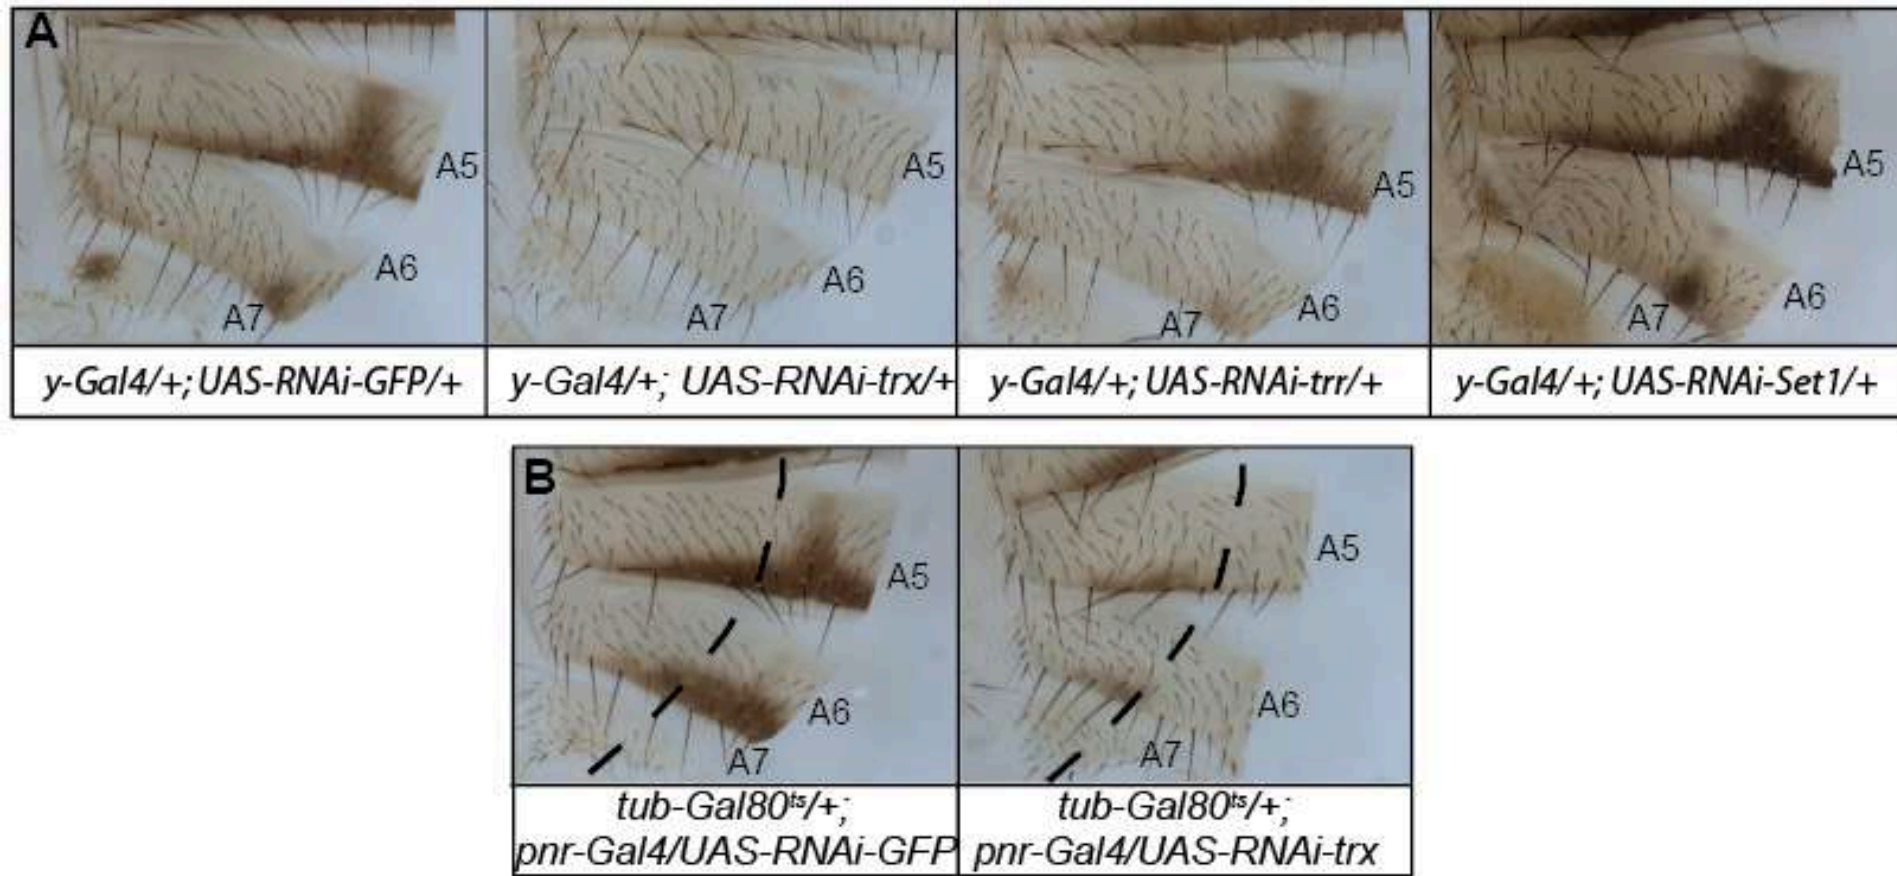 A
A5
A6
A7
A5
A6
A7
A5
A6
A7
A5
A6
A7
y-Gal4/+; UAS-RNAi-GFP/+
y-Gal4/+; UAS-RNAi-trx/+
y-Gal4/+; UAS-RNAi-trr/+
y-Gal4/+; UAS-RNAi-Set1/+
B
A5
A6
A7
A5
A6
A7
tub-Gal80ts/+;
pnr-Gal4/UAS-RNAi-GFP
tub-Gal80ts/+;
pnr-Gal4/UAS-RNAi-trx